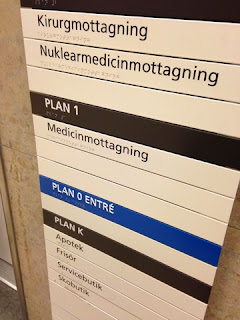 Kirurgmottagning
Nuklearmedicinmottagning
PLAN 1
Medicinmottagning
PLAN 0 ENTRÉ
PLAN K
Apotek
Frisör
Servicebutik
Skobutik